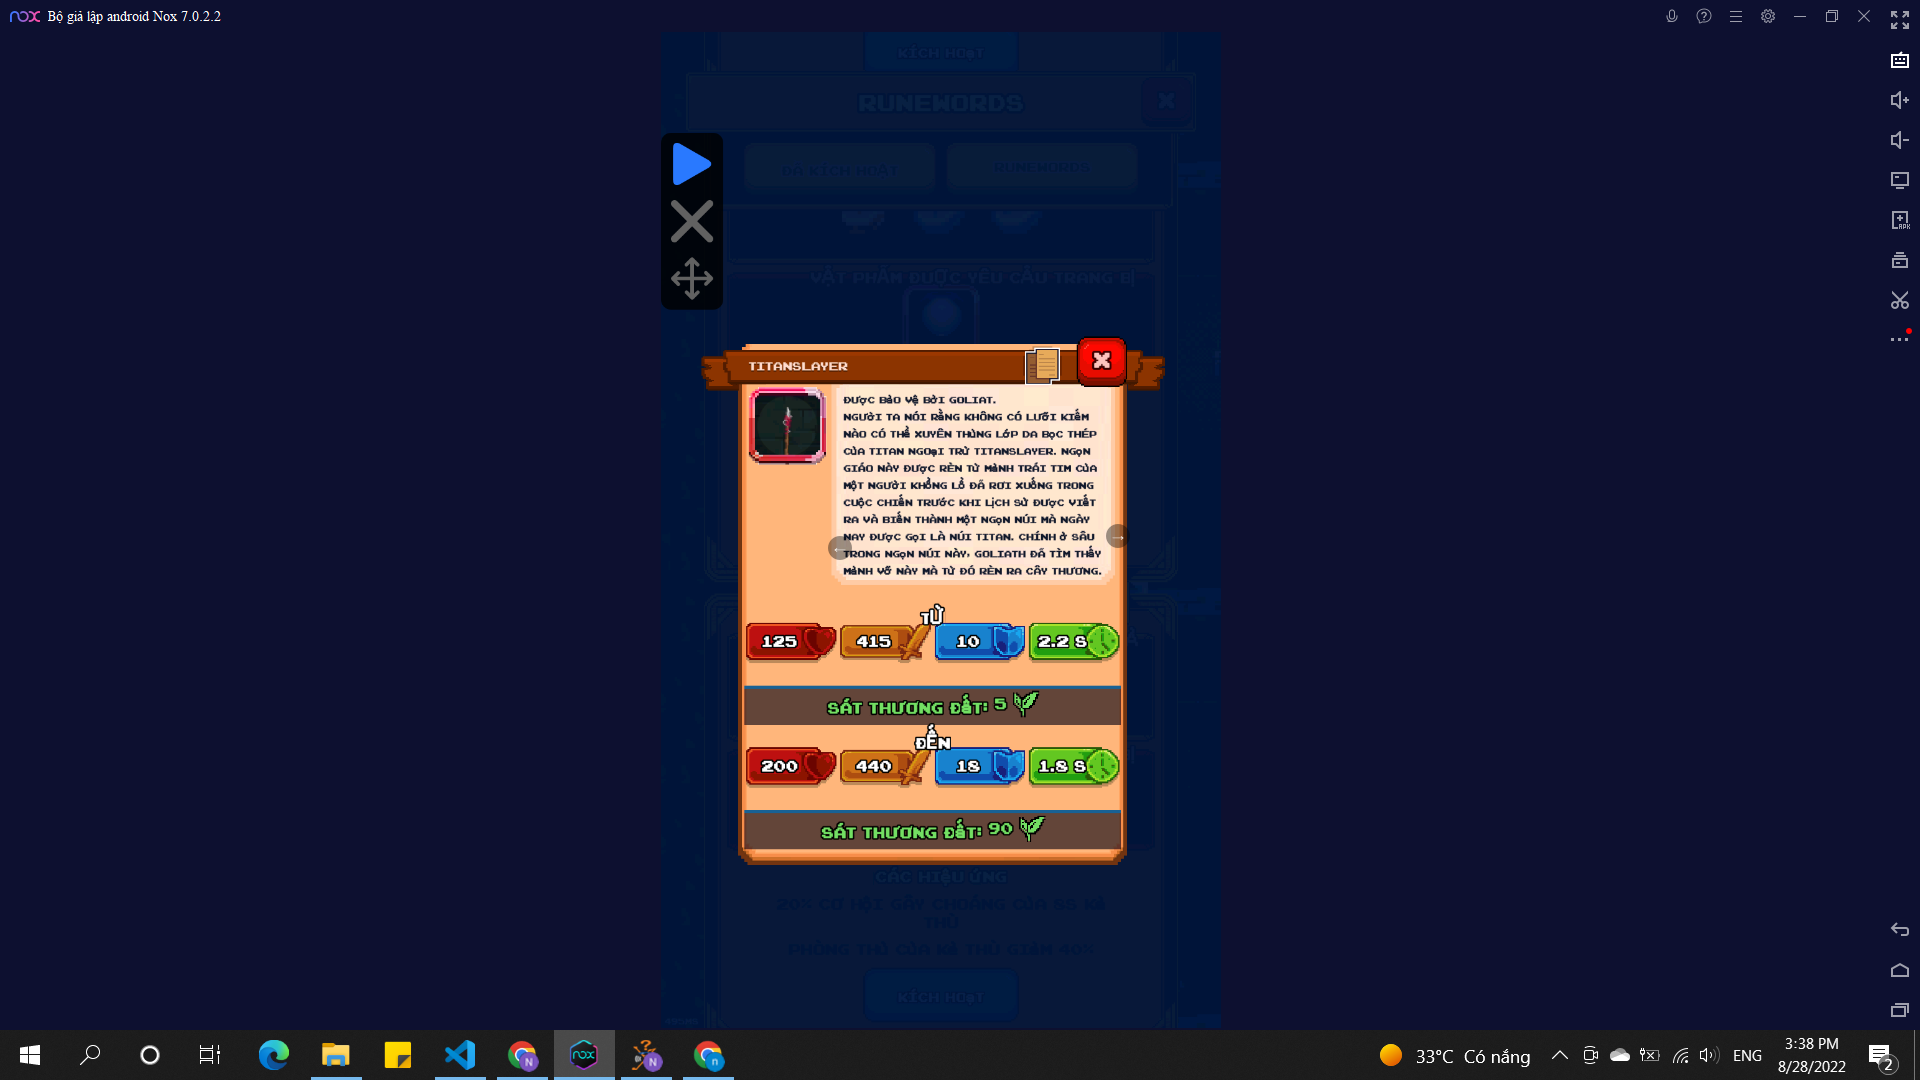 nox Bộ giả lập android Nox 7.0.2.2
KÍCH HOẠT
RUNEWORDS
ĐÃ KÍCH HOẠT
RUNEWORDS
VẬT PHẨM ĐƯỢC YÊU CẦU TRANG BỊ
TITANSLAYER
ĐƯỢC BẢO VỆ BỞI GOLIAT.
NGƯỜI TA NÓI RẰNG KHÔNG CÓ LƯỠI KIẾM
NÀO CÓ THỂ XUYÊN THỦNG LỚP DA BỌC THÉP
CỦA TITAN NGOẠI TRỪ TITANSLAYER. NGỌN
GIÁO NÀY ĐƯỢC RÈN TỪ MẢNH TRÁI TIM CỦA
MỘT NGƯỜI KHỔNG LỒ ĐÃ RƠI XUỐNG TRONG
CUỘC CHIẾN TRƯỚC KHI LỊCH SỬ ĐƯỢC VIẾT
RA VÀ BIẾN THÀNH MỘT NGỌN NÚI MÀ NGÀY
NAY ĐƯỢC GỌI LÀ NÚI TITAN. CHÍNH Ở SÂU
TRONG NGỌN NÚI NÀY, GOLIATH ĐÃ TÌM THẤY
MẢNH VỠ NÀY MÀ TỪ ĐÓ RÈN RA CÂY THƯƠNG.
TỪ
125 415 10 2.2 S
SÁT THƯƠNG ĐẤT: 5
ĐẾN
200 440 18 1.8 S
SÁT THƯƠNG ĐẤT: 90
CÁC HIỆU ỨNG
20% CƠ HỘI GÂY CHOÁNG CỦA 65 KẺ
THÙ
PHÒNG THỦ CỦA KẺ THÙ GIẢM 40%
KÍCH HOẠT
33°C Có nắng
ENG
3:38 PM
8/28/2022
2